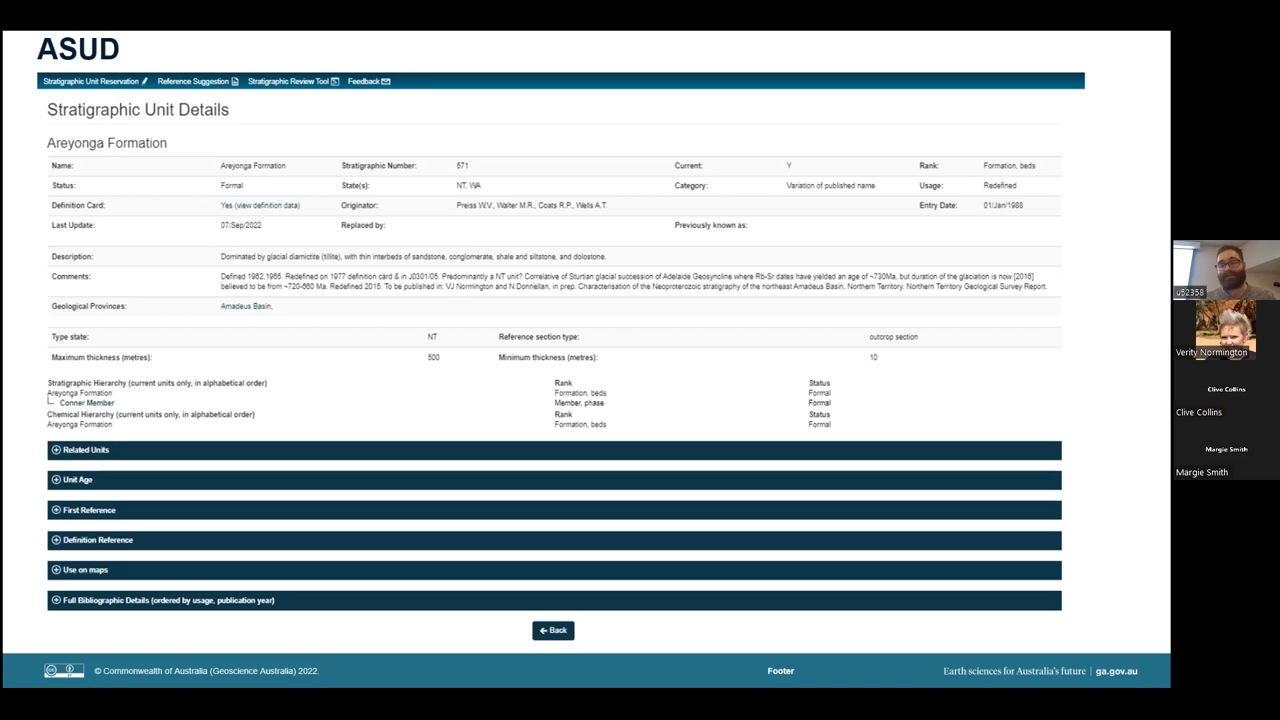 ASUD
Stratigraphic Unit Reservation Reference Suggestion Stratigraphic Review Tool Feedback
Stratigraphic Unit Details
Areyonga Formation
Name: Areyonga Formation Stratigraphic Number: 571 Current: Y Rank: Formation, beds
Status: Formal State(s): NT, WA Category: Variation of published name Usage: Redefined
Definition Card: Yes (view definition data) Originator: Preiss W.V., Walter M.R., Coats R.P., Wells A.T. Entry Date: 01/Jan/1988
Last Update: 07/Sep/2022 Replaced by: Previously known as:
Description: Dominated by glacial diamictite (tillite), with thin interbeds of sandstone, conglomerate, shale and siltstone, and dolostone.
Comments: Defined 1962,1965. Redefined on 1977 definition card & in J0301/05. Predominantly a NT unit? Correlative of Sturtian glacial succession of Adelaide Geosyncline where Rb-Sr dates have yielded an age of ~730Ma, but duration of the glaciation is now [2016]
believed to be from ~720-660 Ma. Redefined 2015. To be published in: VJ Normington and N Donnellan, in prep. Characterisation of the Neoproterozoic stratigraphy of the northeast Amadeus Basin, Northern Territory. Northern Territory Geological Survey Report.
Geological Provinces: Amadeus Basin,
Type state: NT Reference section type: outcrop section
Maximum thickness (metres): 500 Minimum thickness (metres): 10
Stratigraphic Hierarchy (current units only, in alphabetical order) Rank Status
Areyonga Formation Formation, beds Formal
Conner Member Member, phase Formal
Chemical Hierarchy (current units only, in alphabetical order) Rank Status
Areyonga Formation Formation, beds Formal
Related Units
Unit Age
First Reference
Definition Reference
Use on maps
Full Bibliographic Details (ordered by usage, publication year)
Back
© Commonwealth of Australia (Geoscience Australia) 2022. Footer Earth sciences for Australia's future | ga.gov.au
u52358
Verity Normington
Clive Collins
Clive Collins
Margie Smith
Margie Smith